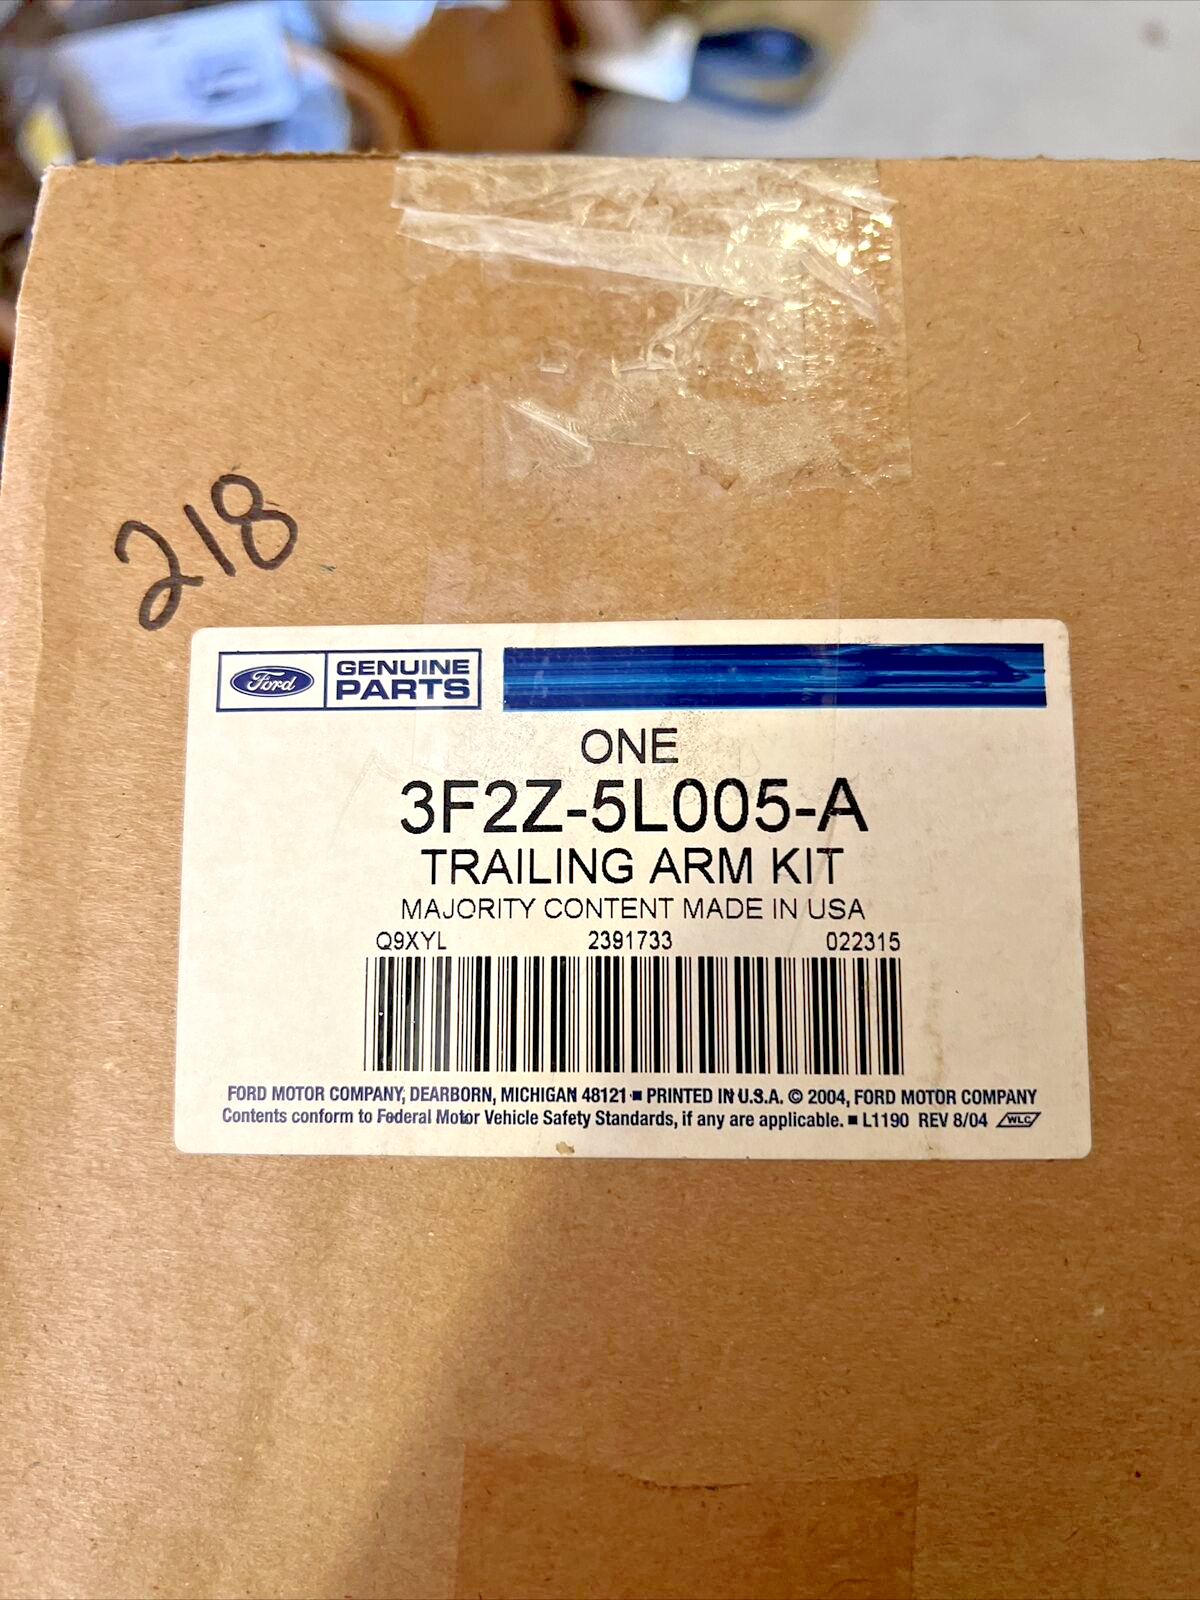 218
Ford GENUINE
PARTS
ONE
3F2Z-5L005-A
TRAILING ARM KIT
MAJORITY CONTENT MADE IN USA
Q9XYL 2391733 022315
FORD MOTOR COMPANY, DEARBORN, MICHIGAN 48121 ■ PRINTED IN U.S.A. © 2004, FORD MOTOR COMPANY
Contents conform to Federal Motor Vehicle Safety Standards, if any are applicable. ■ L1190 REV 8/04 WLC